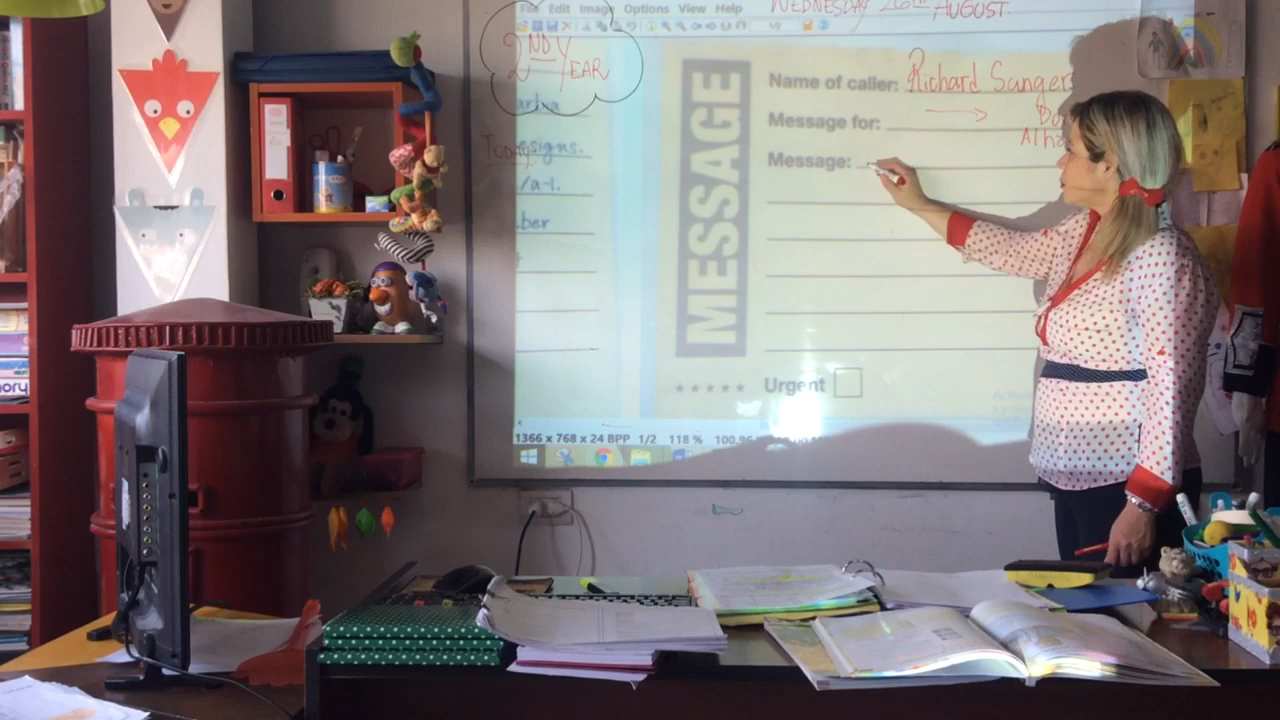 File Edit Image Options View Help
WEDNESDAY 26TH AUGUST.
2ND YEAR
TODAY
signs.
/a-1.
ber
MESSAGE
Name of caller: Richard Sanger
Message for:
Message:
★★★★★ Urgent
1366 x 768 x 24 BPP 1/2 118 %